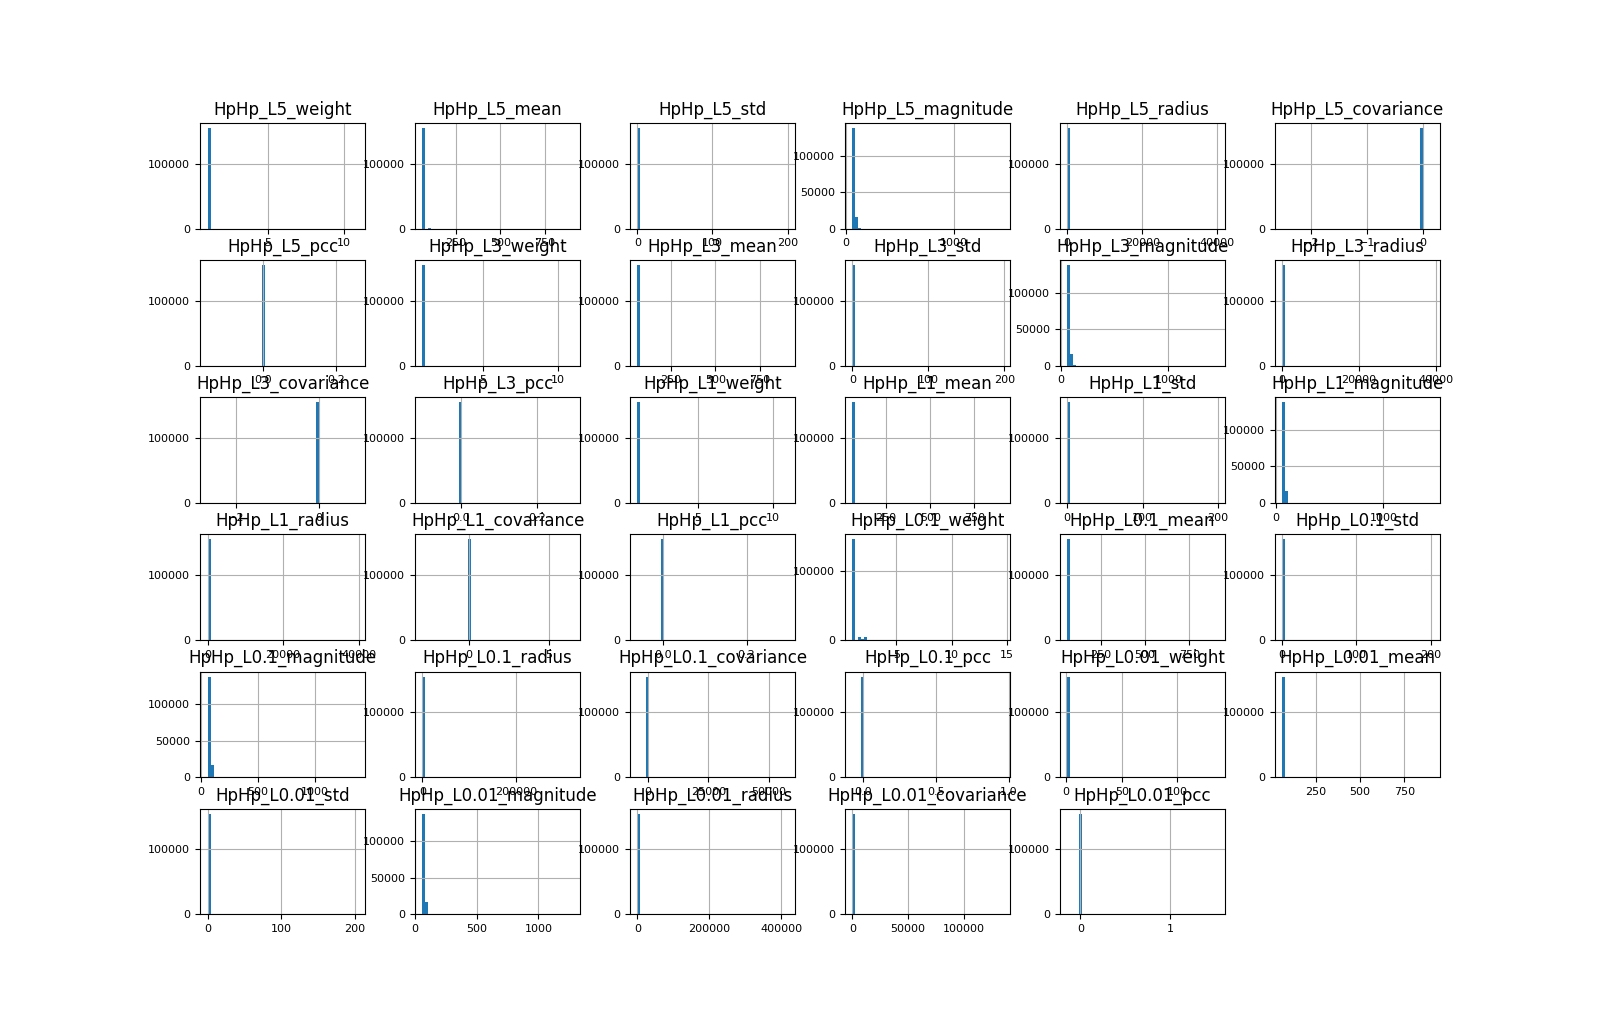 HpHp_L5_weight HpHp_L5_mean HpHp_L5_std HpHp_L5_magnitude HpHp_L5_radius HpHp_L5_covariance
100000 100000 100000 100000 100000 100000
50000
0 0 0 0 0 0
5 10 250 500 750 0 100 200 0 1000 0 20000 40000 −2 −1 0
HpHp_L5_pcc HpHp_L3_weight HpHp_L3_mean HpHp_L3_std HpHp_L3_magnitude HpHp_L3_radius
100000 100000 100000 100000 100000 100000
50000
0 0 0 0 0 0
0.0 0.2 5 10 250 500 750 0 100 200 0 1000 0 20000 40000
HpHp_L3_covariance HpHp_L3_pcc HpHp_L1_weight HpHp_L1_mean HpHp_L1_std HpHp_L1_magnitude
100000 100000 100000 100000 100000 100000
50000
0 0 0 0 0 0
−2 0 0.0 0.2 5 10 250 500 750 0 100 200 0 1000
HpHp_L1_radius HpHp_L1_covariance HpHp_L1_pcc HpHp_L0.1_weight HpHp_L0.1_mean HpHp_L0.1_std
100000 100000 100000 100000 100000 100000
0 0 0 0 0 0
0 20000 40000 0 5 0.0 0.2 5 10 15 250 500 750 0 100 200
HpHp_L0.1_magnitude HpHp_L0.1_radius HpHp_L0.1_covariance HpHp_L0.1_pcc HpHp_L0.01_weight HpHp_L0.01_mean
100000 100000 100000 100000 100000 100000
50000
0 0 0 0 0 0
0 500 1000 0 200000 0 25000 50000 0.0 0.5 1.0 0 50 100 250 500 750
HpHp_L0.01_std HpHp_L0.01_magnitude HpHp_L0.01_radius HpHp_L0.01_covariance HpHp_L0.01_pcc
100000 100000 100000 100000 100000
50000
0 0 0 0 0
0 100 200 0 500 1000 0 200000 400000 0 50000 100000 0 1